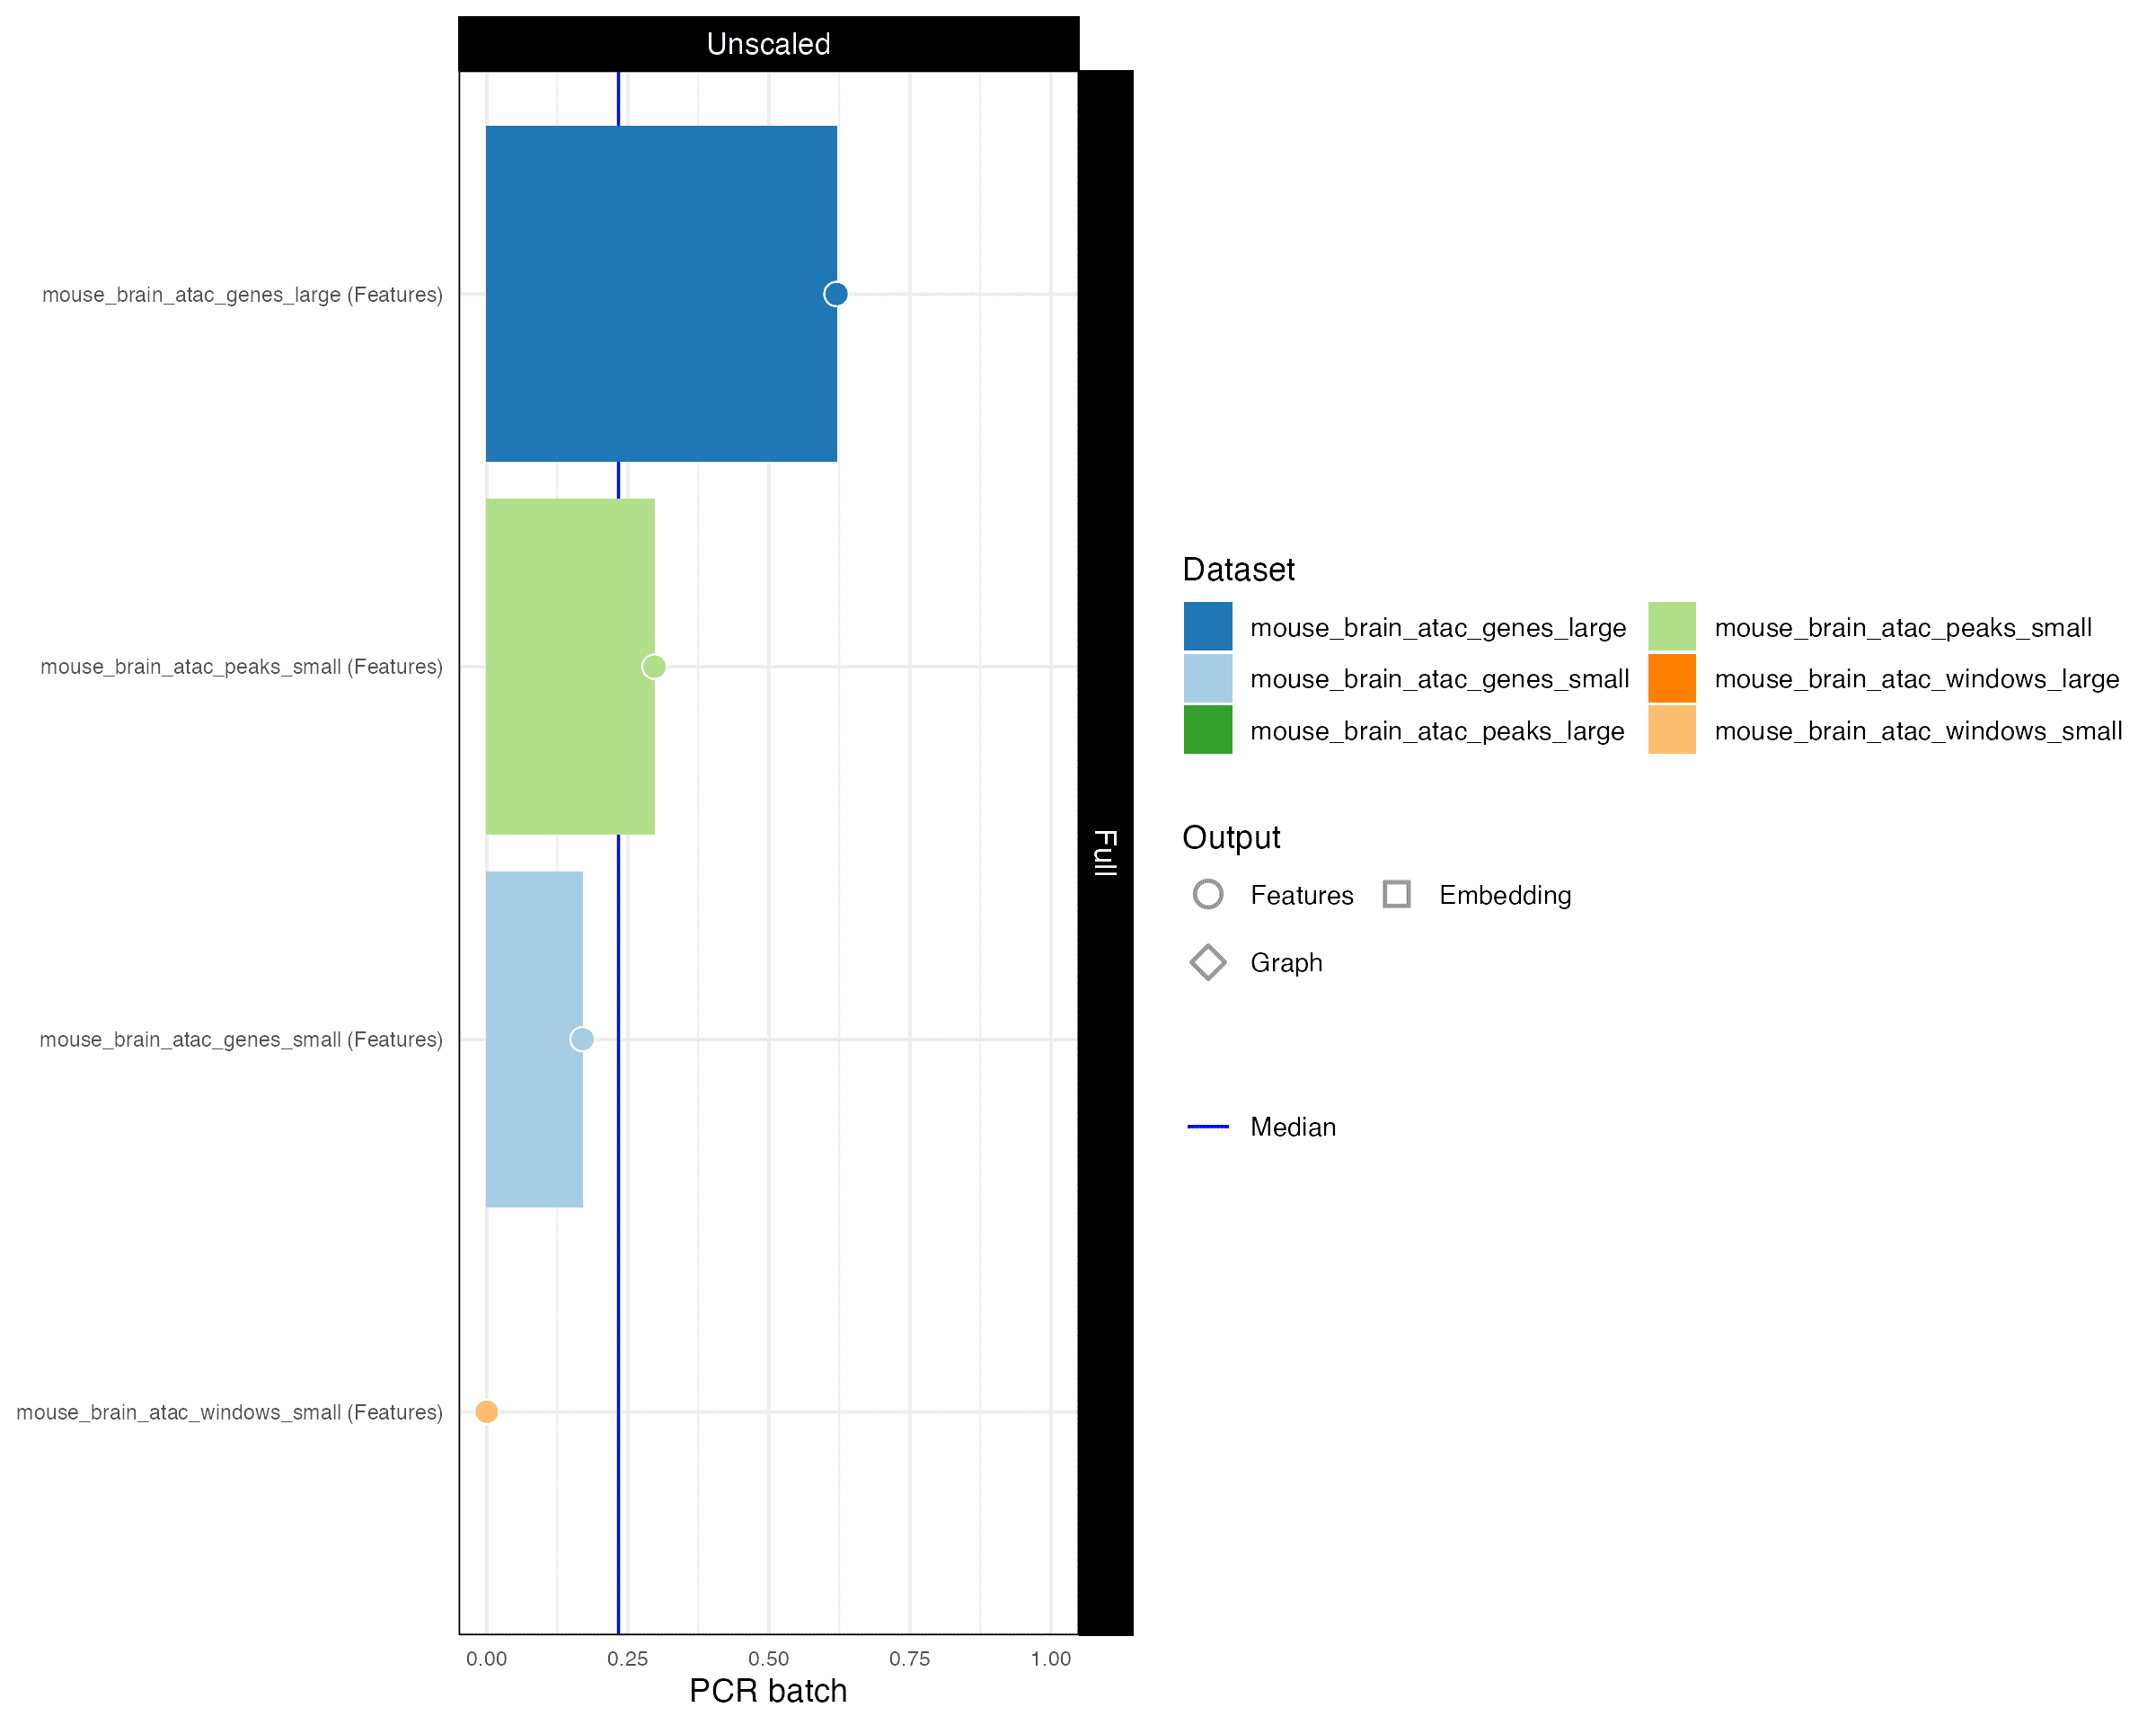 Unscaled
Full
mouse_brain_atac_genes_large (Features)
mouse_brain_atac_peaks_small (Features)
mouse_brain_atac_genes_small (Features)
mouse_brain_atac_windows_small (Features)
0.00 0.25 0.50 0.75 1.00
PCR batch
Dataset
mouse_brain_atac_genes_large mouse_brain_atac_peaks_small
mouse_brain_atac_genes_small mouse_brain_atac_windows_large
mouse_brain_atac_peaks_large mouse_brain_atac_windows_small
Output
Features Embedding
Graph
Median